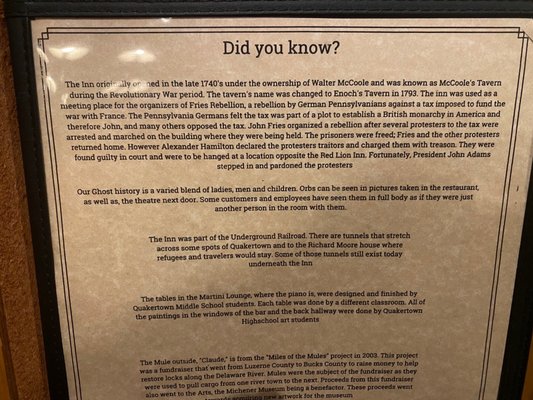 Did you know?
The Inn originally opened in the late 1740's under the ownership of Walter McCoole and was known as McCoole's Tavern
during the Revolutionary War period. The tavern's name was changed to Enoch's Tavern in 1793. The inn was used as a
meeting place for the organizers of Fries Rebellion, a rebellion by German Pennsylvanians against a tax imposed to fund the
war with France. The Pennsylvania Germans felt the tax was part of a plot to establish a British monarchy in America and
therefore John, and many others opposed the tax. John Fries organized a rebellion after several protesters to the tax were
arrested and marched on the building where they were being held. The prisoners were freed; Fries and the other protesters
returned home. However Alexander Hamilton declared the protesters traitors and charged them with treason. They were
found guilty in court and were to be hanged at a location opposite the Red Lion Inn. Fortunately, President John Adams
stepped in and pardoned the protesters
Our Ghost history is a varied blend of ladies, men and children. Orbs can be seen in pictures taken in the restaurant,
as well as, the theatre next door. Some customers and employees have seen them in full body as if they were just
another person in the room with them.
The Inn was part of the Underground Railroad. There are tunnels that stretch
across some spots of Quakertown and to the Richard Moore house where
refugees and travelers would stay. Some of those tunnels still exist today
underneath the Inn
The tables in the Martini Lounge, where the piano is, were designed and finished by
Quakertown Middle School students. Each table was done by a different classroom. All of
the paintings in the windows of the bar and the back hallway were done by Quakertown
Highschool art students
The Mule outside, "Claude," is from the "Miles of the Mules" project in 2003. This project
was a fundraiser that went from Luzerne County to Bucks County to raise money to help
restore locks along the Delaware River. Mules were the subject of the fundraiser as they
were used to pull cargo from one river town to the next. Proceeds from this fundraiser
also went to the Arts, the Michener Museum being a benefactor. These proceeds went
towards acquiring new artwork for the museum